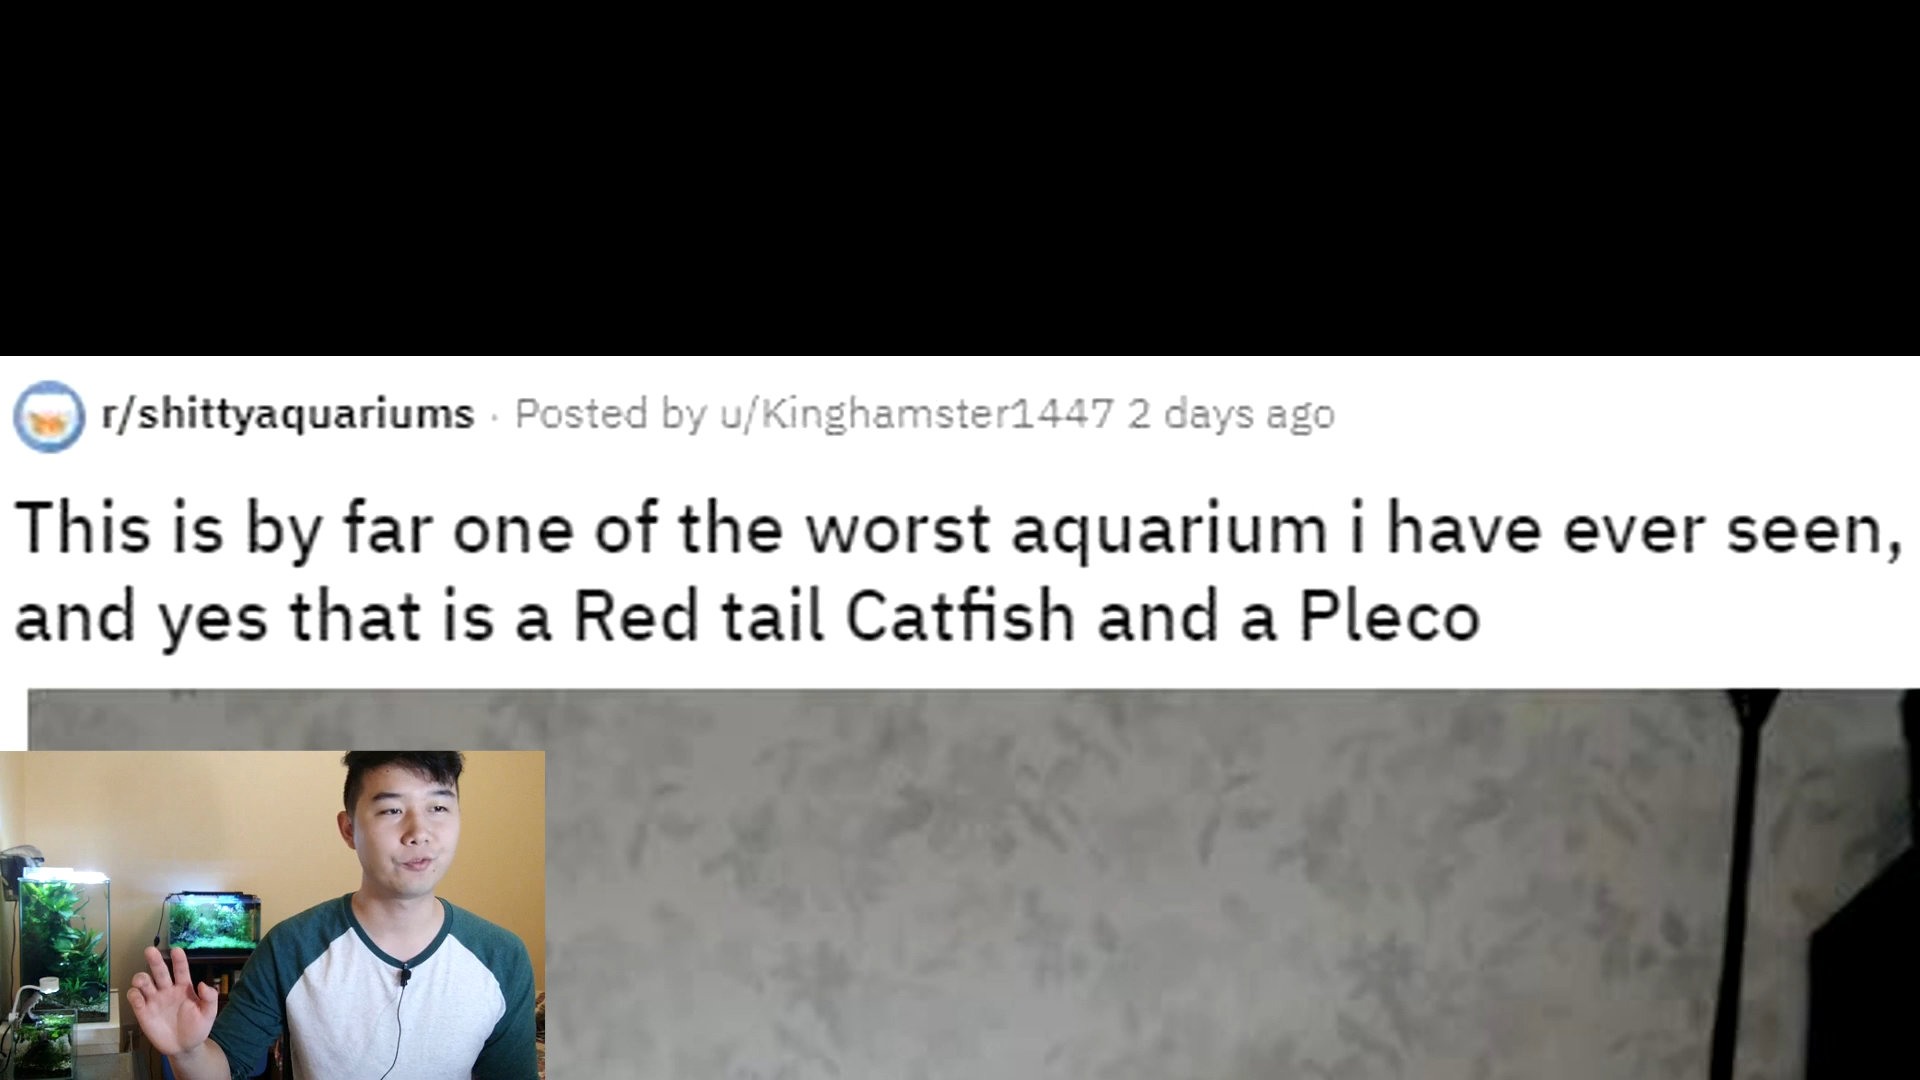 r/shittyaquariums · Posted by u/Kinghamster1447 2 days ago
This is by far one of the worst aquarium i have ever seen,
and yes that is a Red tail Catfish and a Pleco